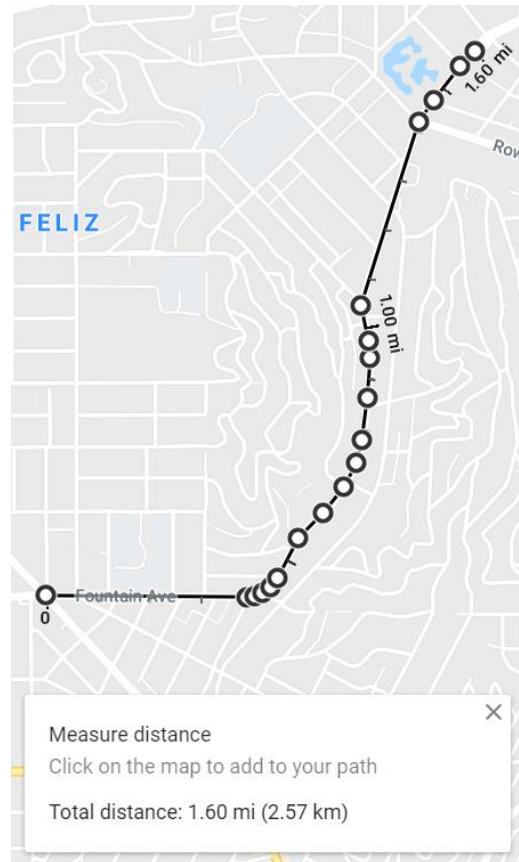 1.60 mi
Row
FELIZ
1.00 mi
Fountain Ave
0
Measure distance
Click on the map to add to your path
Total distance: 1.60 mi (2.57 km)